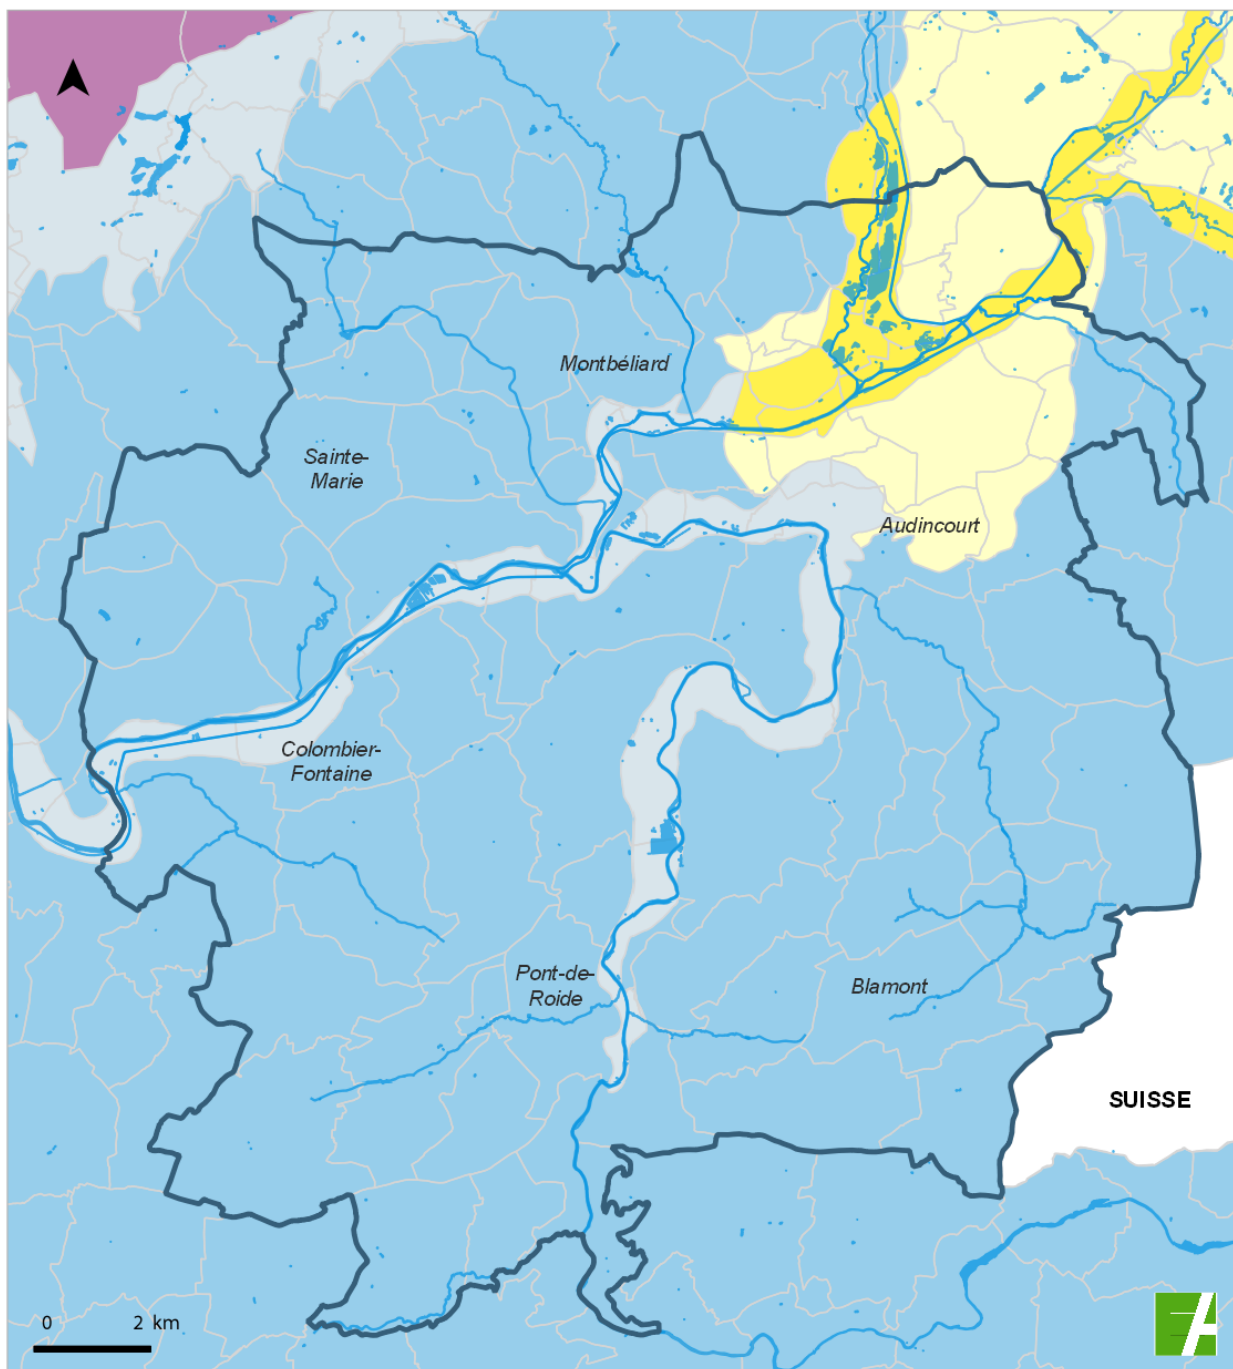 Montbéliard
Sainte-
Marie
Audincourt
Colombier-
Fontaine
Pont-de-
Roide
Blamont
SUISSE
0 2 km